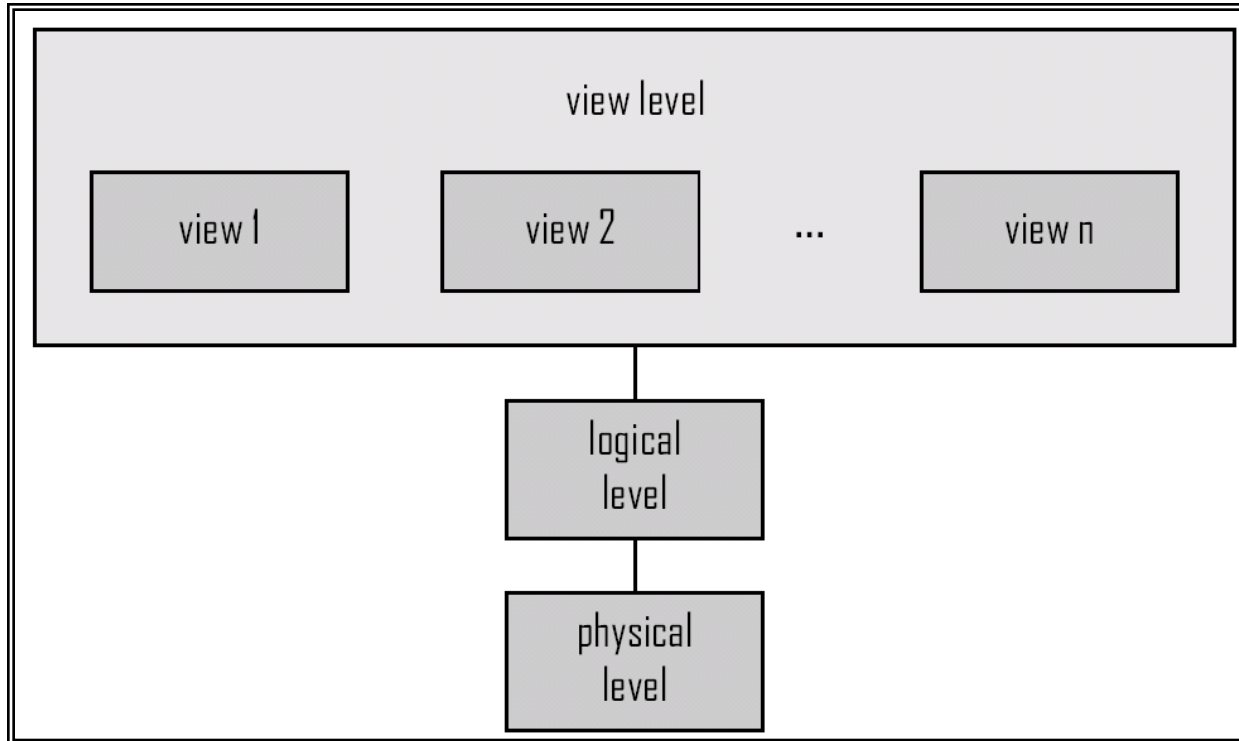 view level
view 1
view 2
...
view n
logical
level
physical
level